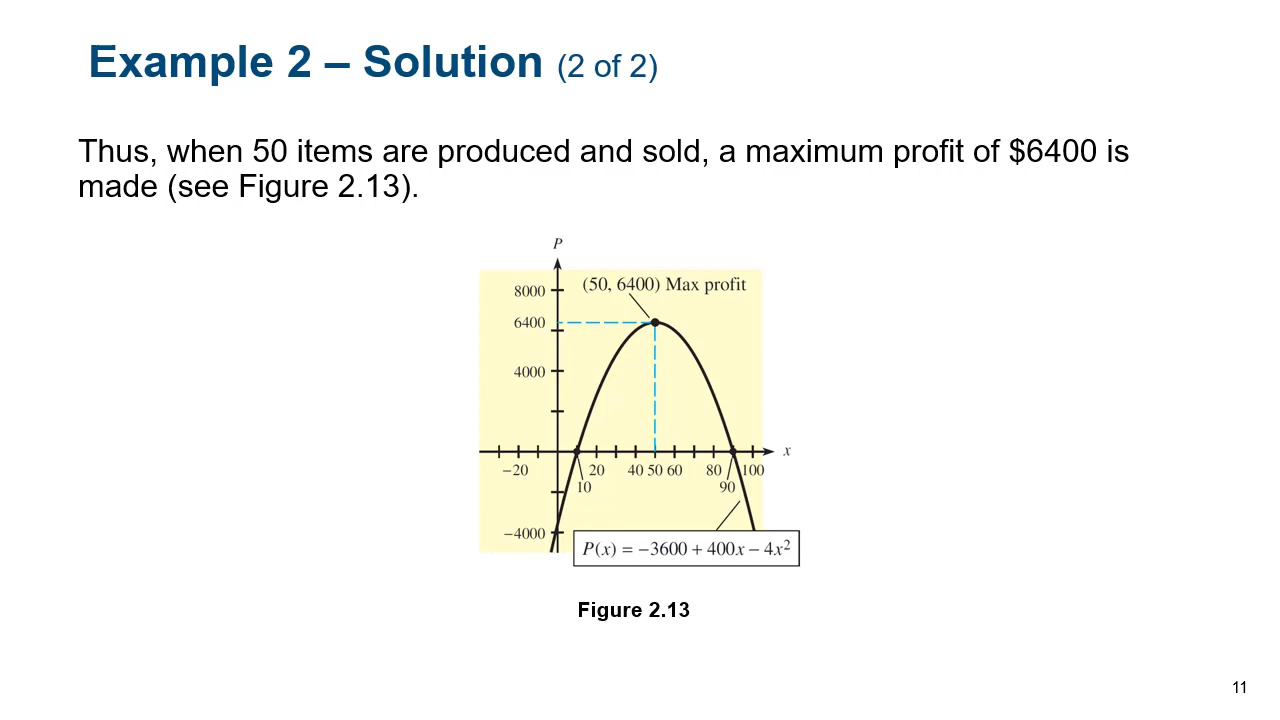 Example 2 – Solution (2 of 2)
Thus, when 50 items are produced and sold, a maximum profit of $6400 is
made (see Figure 2.13).
P
8000
(50, 6400) Max profit
6400
4000
x
−20
20
40 50 60
80
100
10
90
−4000
P(x) = −3600 + 400x − 4x²
Figure 2.13
11